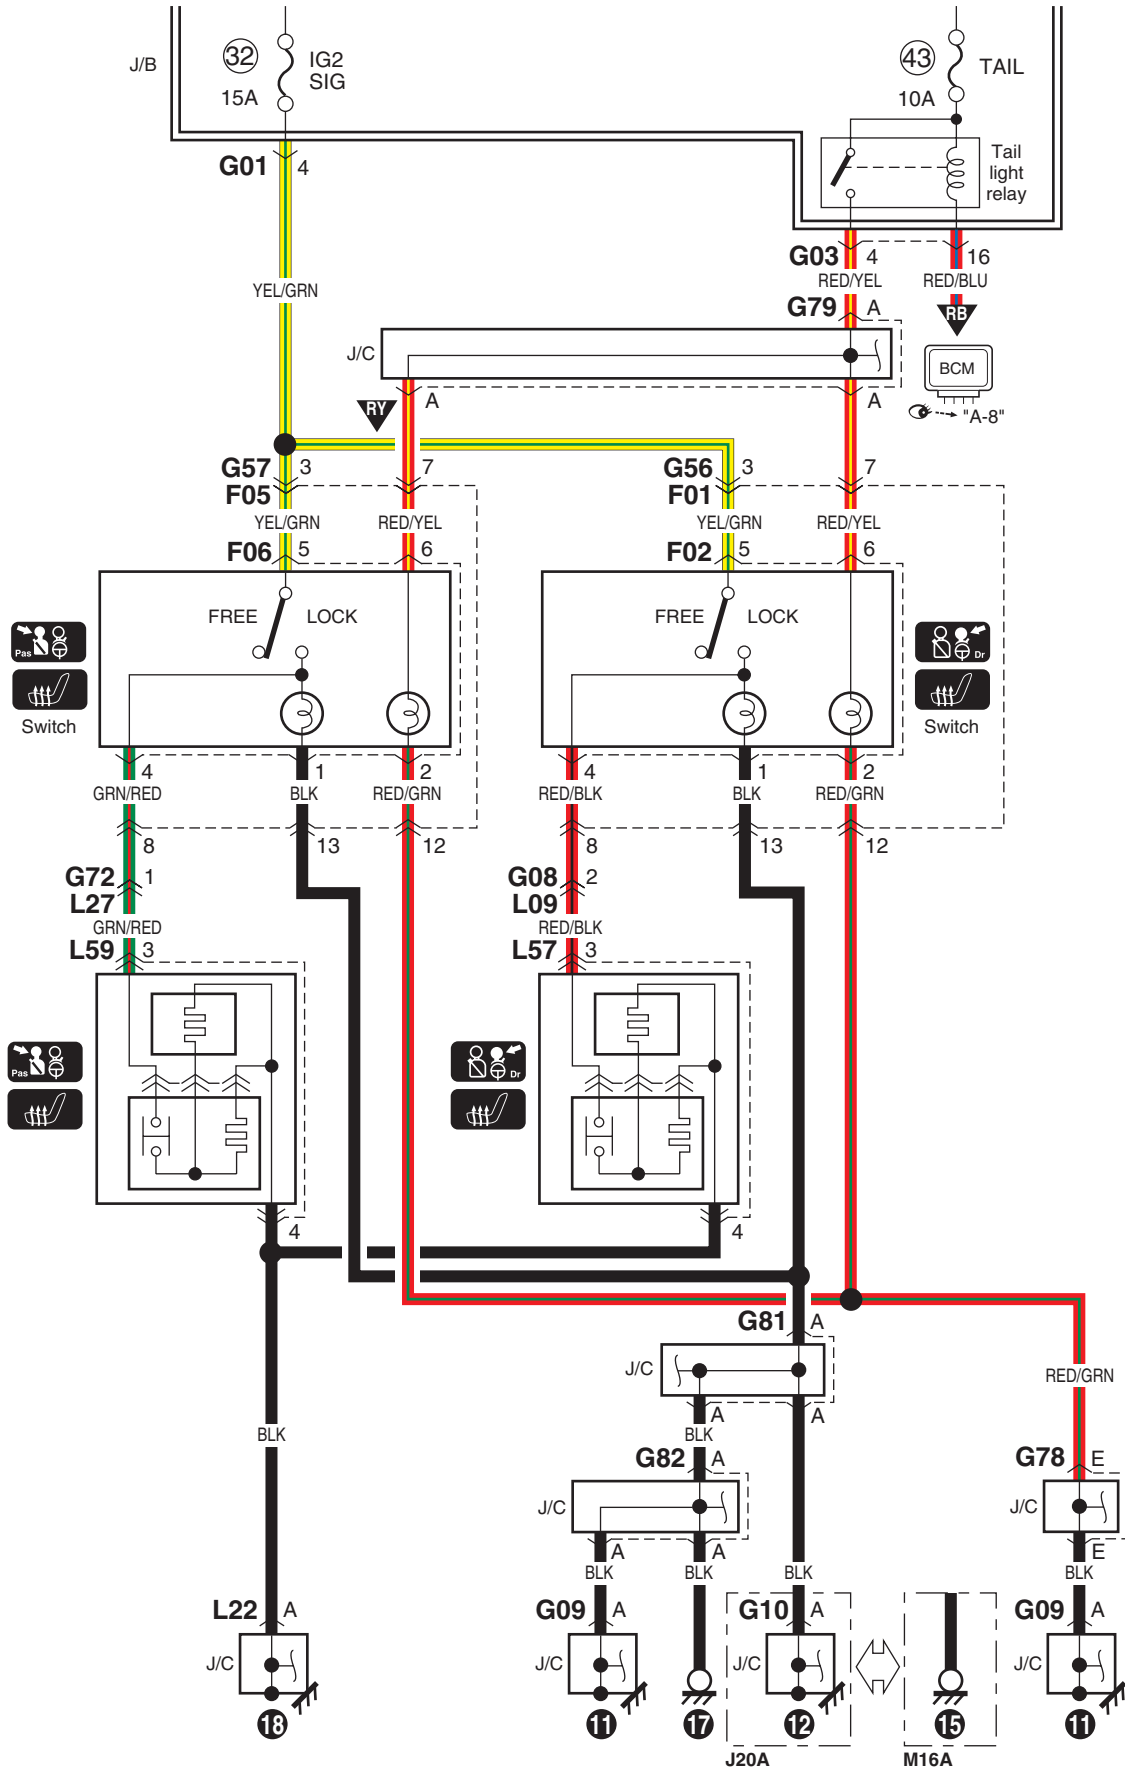 J/B
32
15A
IG2
SIG
43
10A
TAIL
Tail
light
relay
G01 4
G03 4 16
RED/YEL RED/BLU
YEL/GRN
G79 A
RB
J/C
BCM
"A-8"
RY
A A
G57 3 7 G56 3 7
F05 F01
YEL/GRN RED/YEL YEL/GRN RED/YEL
F06 5 6 F02 5 6
FREE LOCK FREE LOCK
Pas Dr
Switch Switch
4 1 2 4 1 2
GRN/RED BLK RED/GRN RED/BLK BLK RED/GRN
8 13 12 8 13 12
G72 1 G08 2
L27 L09
GRN/RED RED/BLK
L59 3 L57 3
Pas Dr
4 4
G81 A
J/C
RED/GRN
A A
BLK BLK
G82 A G78 E
J/C J/C
A A E
BLK BLK BLK BLK
L22 A G09 A G10 A G09 A
J/C J/C J/C J/C
18 11 17 12 15 11
J20A M16A